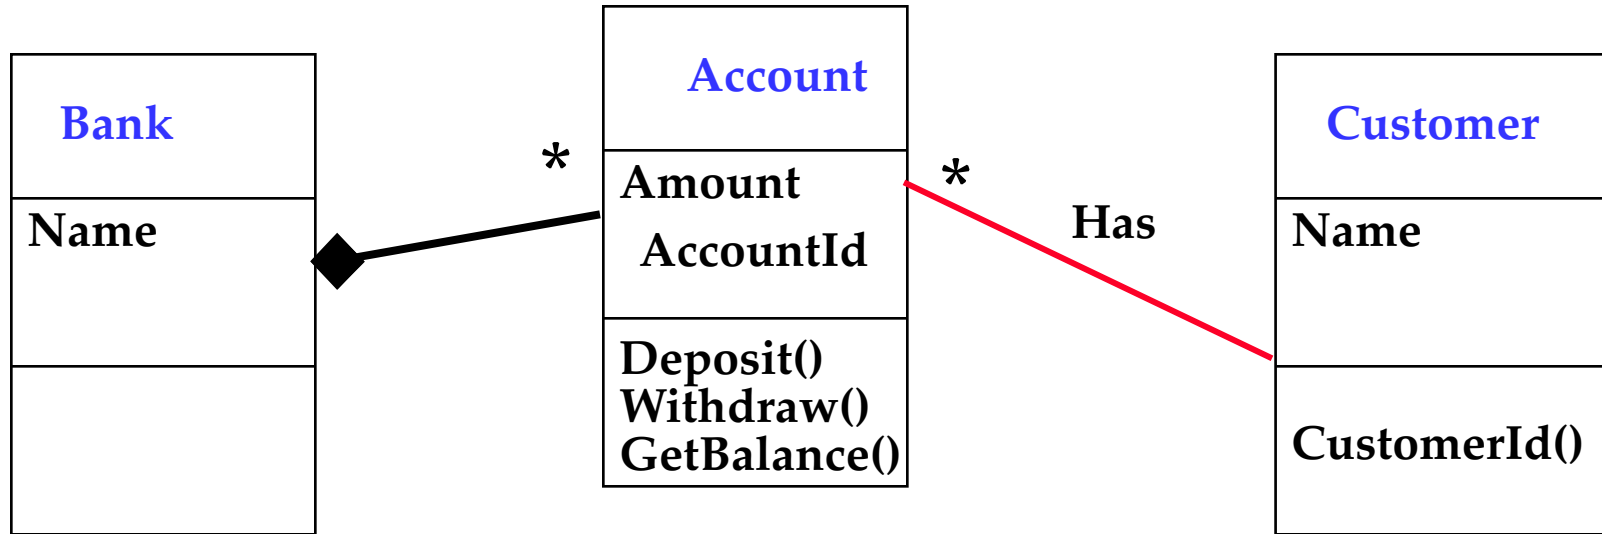 Bank
Name
*
Account
Amount
AccountId
Deposit()
Withdraw()
GetBalance()
*
Has
Customer
Name
CustomerId()